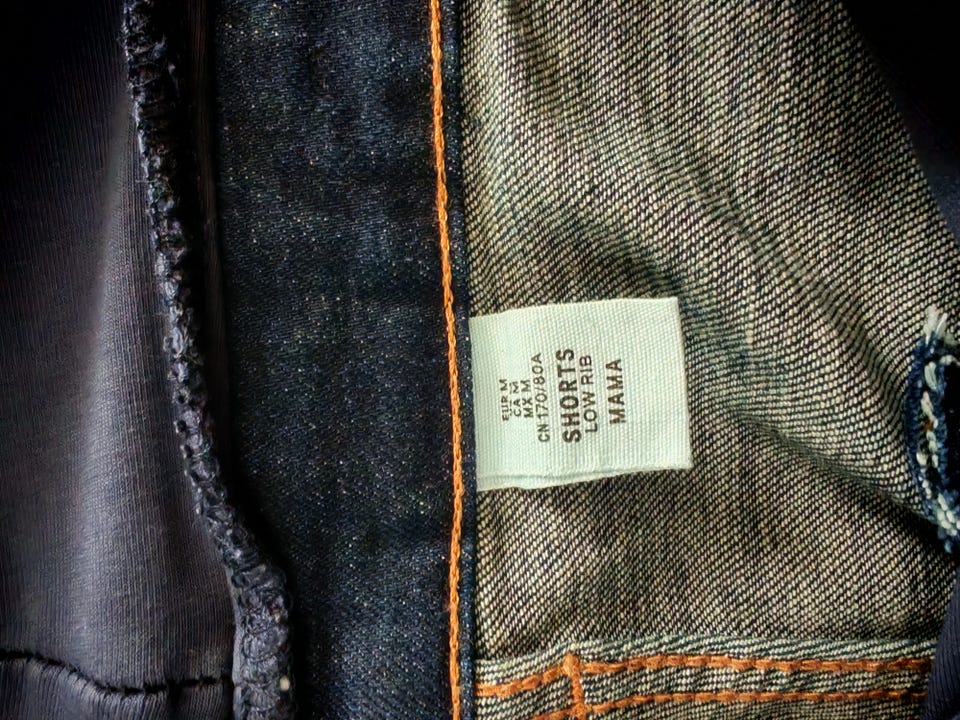 EUR M
CA M
MX M
CN 170/80A
SHORTS
LOW RIB
MAMA